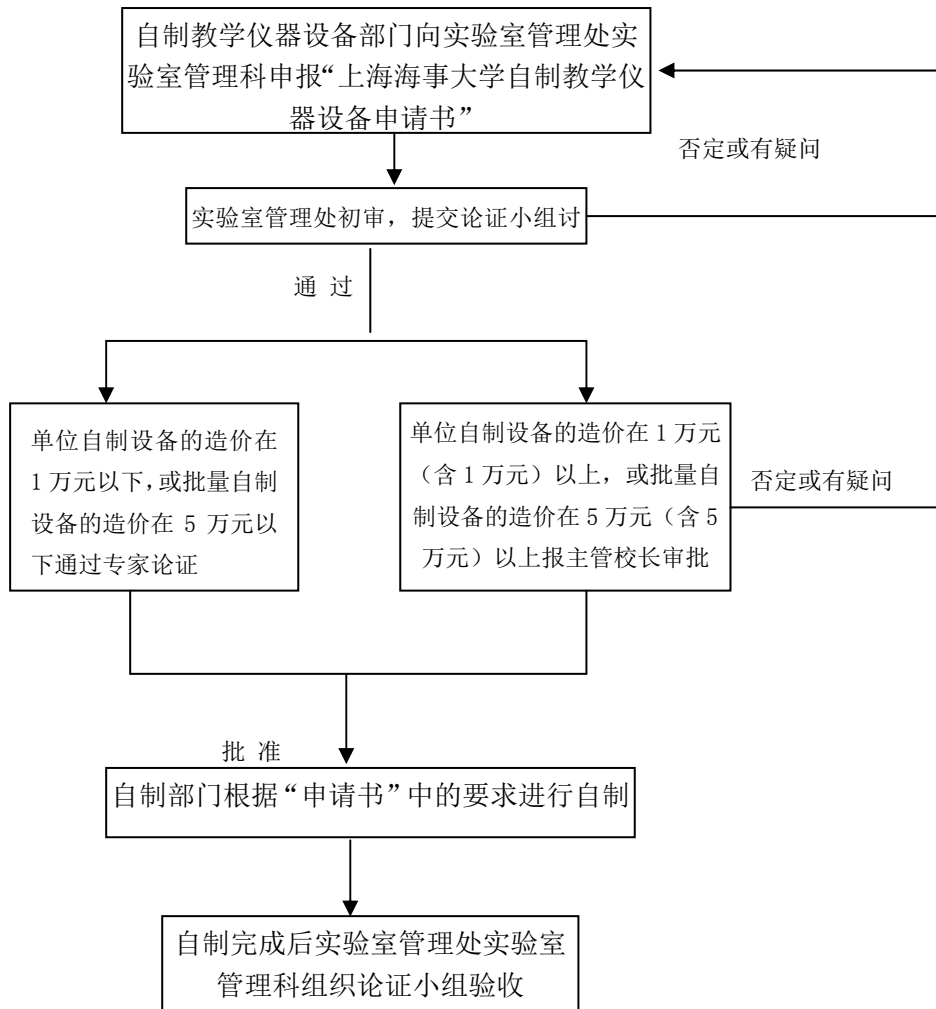 自制教学仪器设备部门向实验室管理处实
验室管理科申报“上海海事大学自制教学仪
器设备申请书”
否定或有疑问
实验室管理处初审，提交论证小组讨
通 过
单位自制设备的造价在
1 万元以下，或批量自制
设备的造价在 5 万元以
下通过专家论证
单位自制设备的造价在 1 万元
（含 1 万元）以上，或批量自
制设备的造价在 5 万元（含 5
万元）以上报主管校长审批
否定或有疑问
批 准
自制部门根据“申请书”中的要求进行自制
自制完成后实验室管理处实验室
管理科组织论证小组验收